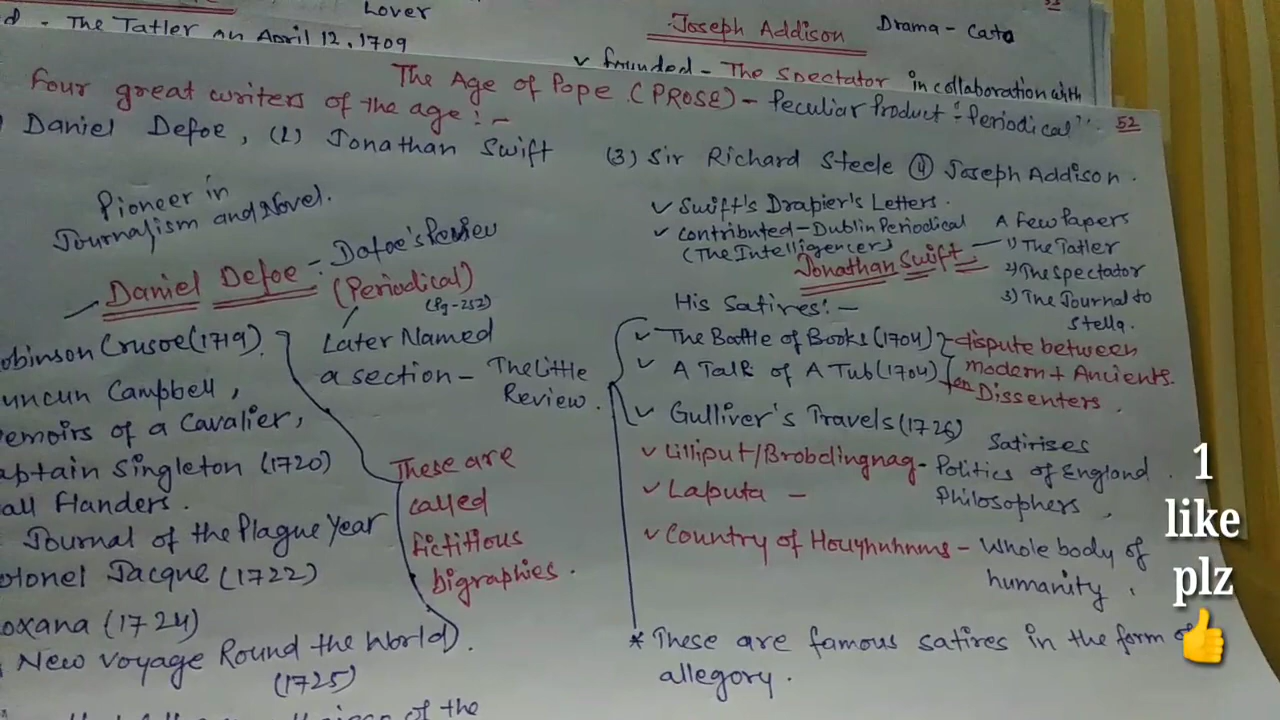 Lover
d - The Tatler on April 12, 1709
Joseph Addison Drama - Cato
✓ founded - The Spectator in collaboration with
The Age of Pope (PROSE) - Peculiar Product :- "Periodical". 52
Four great writers of the age :-
Daniel Defoe, (2) Jonathan Swift (3) Sir Richard Steele (4) Joseph Addison.
Pioneer in
Journalism and Novel.
Daniel Defoe - Dafoe's Review
(Periodical)
(Pg-252)
Later Named
a section - The Little
Review.
obinson Crusoe (1719).
uncun Campbell,
emoirs of a Cavalier,
aptain Singleton (1720)
all Flanders.
Journal of the Plague Year
olonel Jacque (1722)
oxana (1724)
New Voyage Round the World).
(1725)
These are
called
fictitious
bigraphies.
✓ Swift's Drapier's Letters.
✓ Contributed - Dublin Periodical
(The Intelligencer)
Jonathan Swift
A Few Papers
1) The Tatler
2) The Spectator
3) The Journal to
Stella.
His Satires! -
✓ The Battle of Books (1704) dispute between
✓ A Tale of A Tub (1704) Modern + Ancients.
Dissenters.
✓ Gulliver's Travels (1726)
✓ Lilliput/Brobdingnag - Satirises
Politics of England.
✓ Laputa - Philosophers,
✓ Country of Houyhuhnms - Whole body of
humanity.
* These are famous satires in the form of
allegory.
of the
1
like
plz